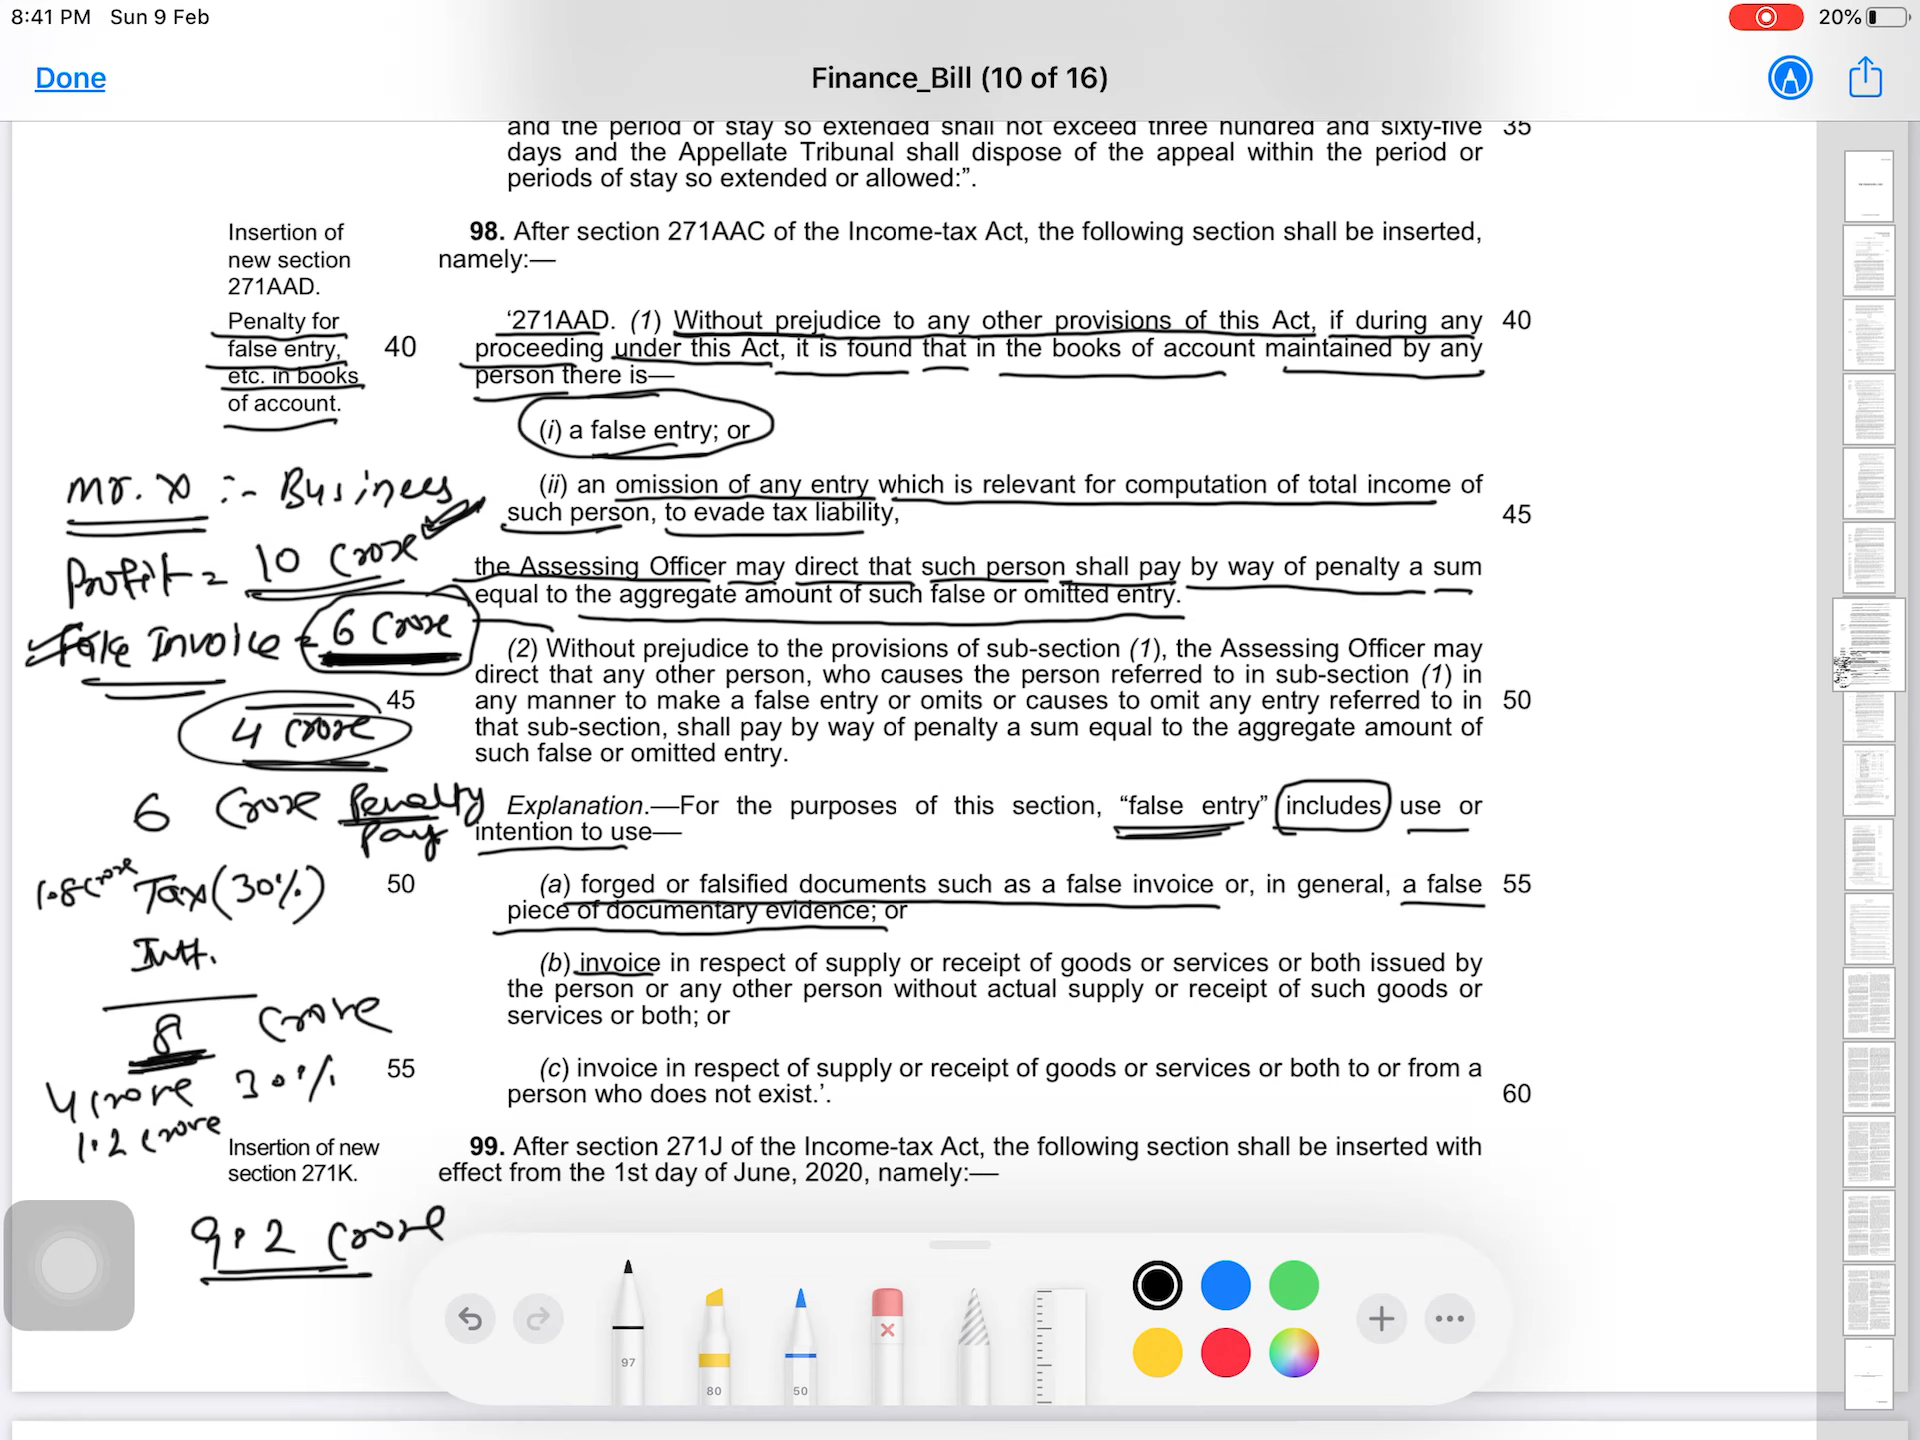 8:41 PM Sun 9 Feb
20%
Done
Finance_Bill (10 of 16)
and the period of stay so extended shall not exceed three hundred and sixty-five 35
days and the Appellate Tribunal shall dispose of the appeal within the period or
periods of stay so extended or allowed:”.
Insertion of
new section
271AAD.
98. After section 271AAC of the Income-tax Act, the following section shall be inserted,
namely:—
Penalty for
false entry,
etc. in books
of account.
40
‘271AAD. (1) Without prejudice to any other provisions of this Act, if during any 40
proceeding under this Act, it is found that in the books of account maintained by any
person there is—
(i) a false entry; or
(ii) an omission of any entry which is relevant for computation of total income of
such person, to evade tax liability, 45
the Assessing Officer may direct that such person shall pay by way of penalty a sum
equal to the aggregate amount of such false or omitted entry.
Mr. X :- Business
Profit = 10 Crore
Fake Invoice = 6 Crore
45
4 Crore
(2) Without prejudice to the provisions of sub-section (1), the Assessing Officer may
direct that any other person, who causes the person referred to in sub-section (1) in
any manner to make a false entry or omits or causes to omit any entry referred to in 50
that sub-section, shall pay by way of penalty a sum equal to the aggregate amount of
such false or omitted entry.
6 Crore Penalty
Pay
Explanation.—For the purposes of this section, “false entry” includes use or
intention to use—
1.8 Crore Tax (30%)
50
(a) forged or falsified documents such as a false invoice or, in general, a false 55
piece of documentary evidence; or
Intt.
8 Crore
(b) invoice in respect of supply or receipt of goods or services or both issued by
the person or any other person without actual supply or receipt of such goods or
services or both; or
4 Crore 30%
55
1.2 Crore
(c) invoice in respect of supply or receipt of goods or services or both to or from a
person who does not exist.’. 60
Insertion of new
section 271K.
99. After section 271J of the Income-tax Act, the following section shall be inserted with
effect from the 1st day of June, 2020, namely:—
9.2 Crore
97
80
50